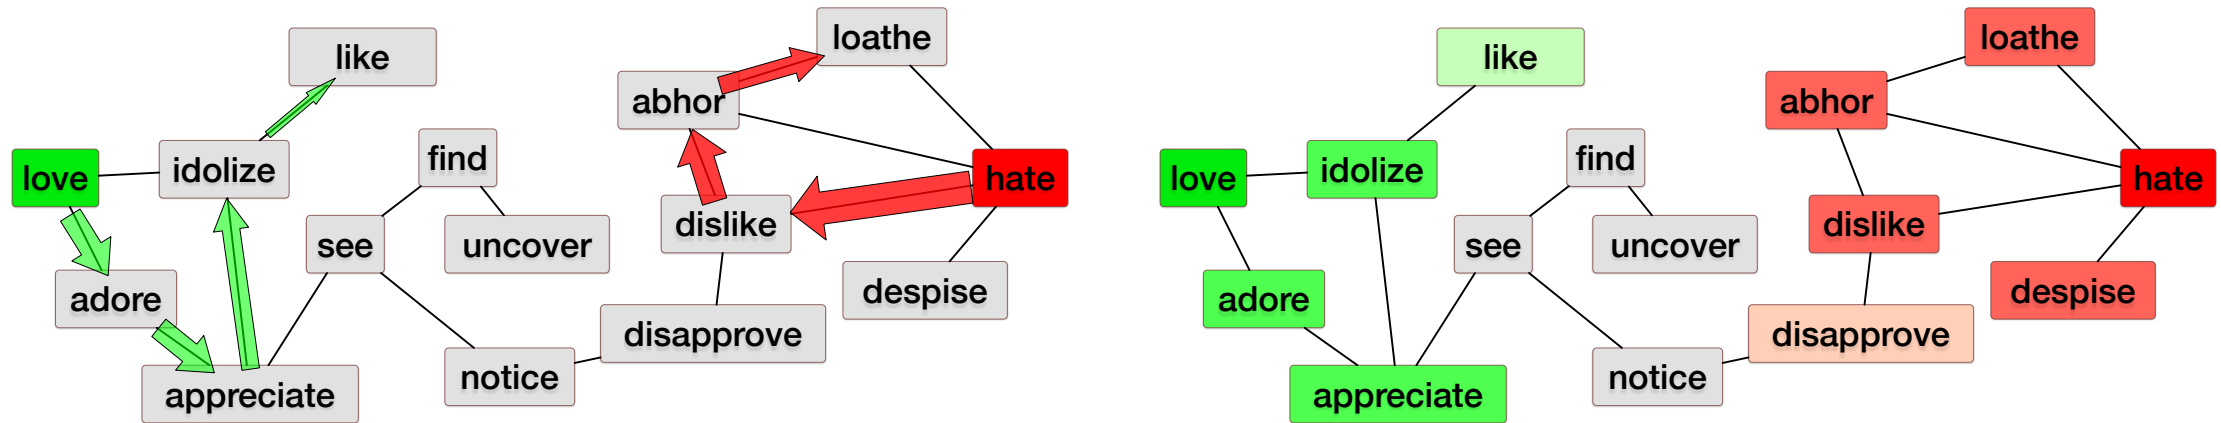 like
loathe
abhor
find
love
idolize
hate
see
uncover
dislike
adore
despise
disapprove
notice
appreciate
like
loathe
abhor
find
love
idolize
hate
see
uncover
dislike
adore
despise
disapprove
notice
appreciate